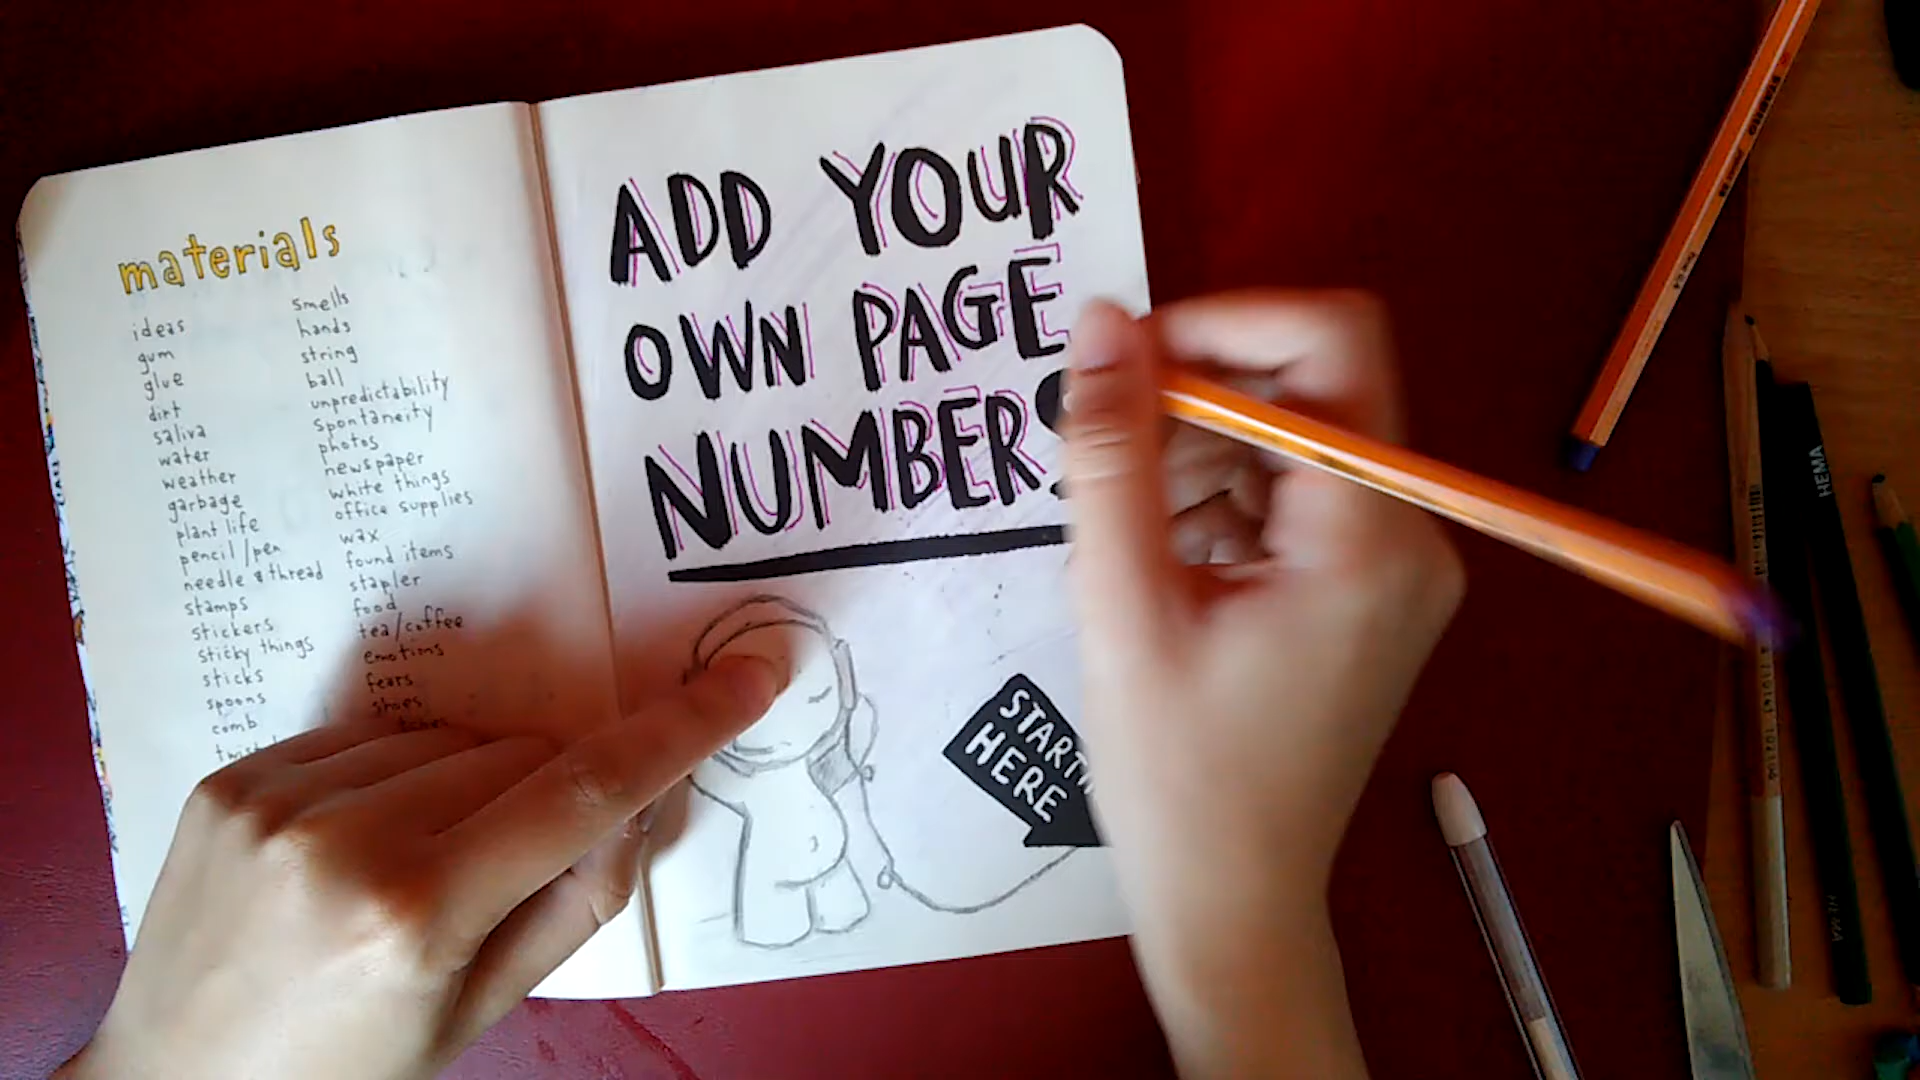 materials
ideas
gum
glue
dirt
saliva
water
weather
garbage
plant life
pencil/pen
needle & thread
stamps
stickers
sticky things
sticks
spoons
comb
smells
hands
string
ball
unpredictability
spontaneity
photos
newspaper
white things
office supplies
wax
found items
stapler
food
tea/coffee
emotions
fears
shoes
ADD YOUR
OWN PAGE
NUMBERS
START
HERE
HEMA
HEMA